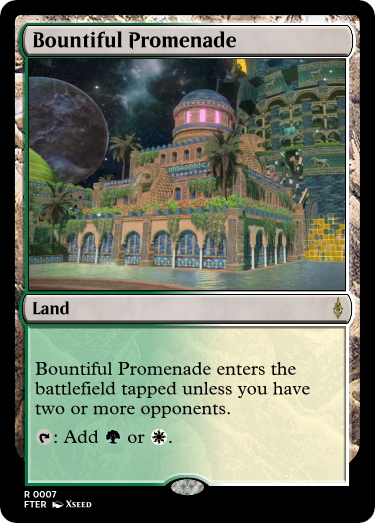 Bountiful Promenade
Land
Bountiful Promenade enters the
battlefield tapped unless you have
two or more opponents.
: Add or .
R 0007
FTER Xseed